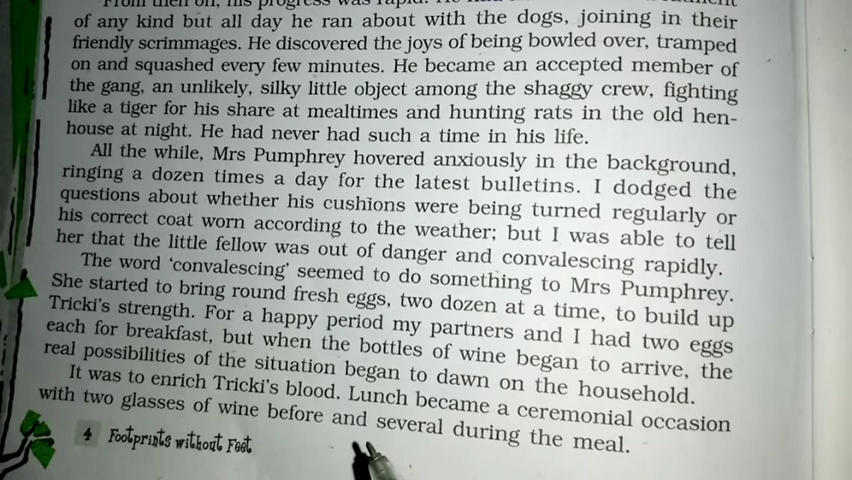 From then on, his progress was rapid. He had
of any kind but all day he ran about with the dogs, joining in their
friendly scrimmages. He discovered the joys of being bowled over, tramped
on and squashed every few minutes. He became an accepted member of
the gang, an unlikely, silky little object among the shaggy crew, fighting
like a tiger for his share at mealtimes and hunting rats in the old hen-
house at night. He had never had such a time in his life.
All the while, Mrs Pumphrey hovered anxiously in the background,
ringing a dozen times a day for the latest bulletins. I dodged the
questions about whether his cushions were being turned regularly or
his correct coat worn according to the weather; but I was able to tell
her that the little fellow was out of danger and convalescing rapidly.
The word ‘convalescing’ seemed to do something to Mrs Pumphrey.
She started to bring round fresh eggs, two dozen at a time, to build up
Tricki’s strength. For a happy period my partners and I had two eggs
each for breakfast, but when the bottles of wine began to arrive, the
real possibilities of the situation began to dawn on the household.
It was to enrich Tricki’s blood. Lunch became a ceremonial occasion
with two glasses of wine before and several during the meal.
4 Footprints without Feet